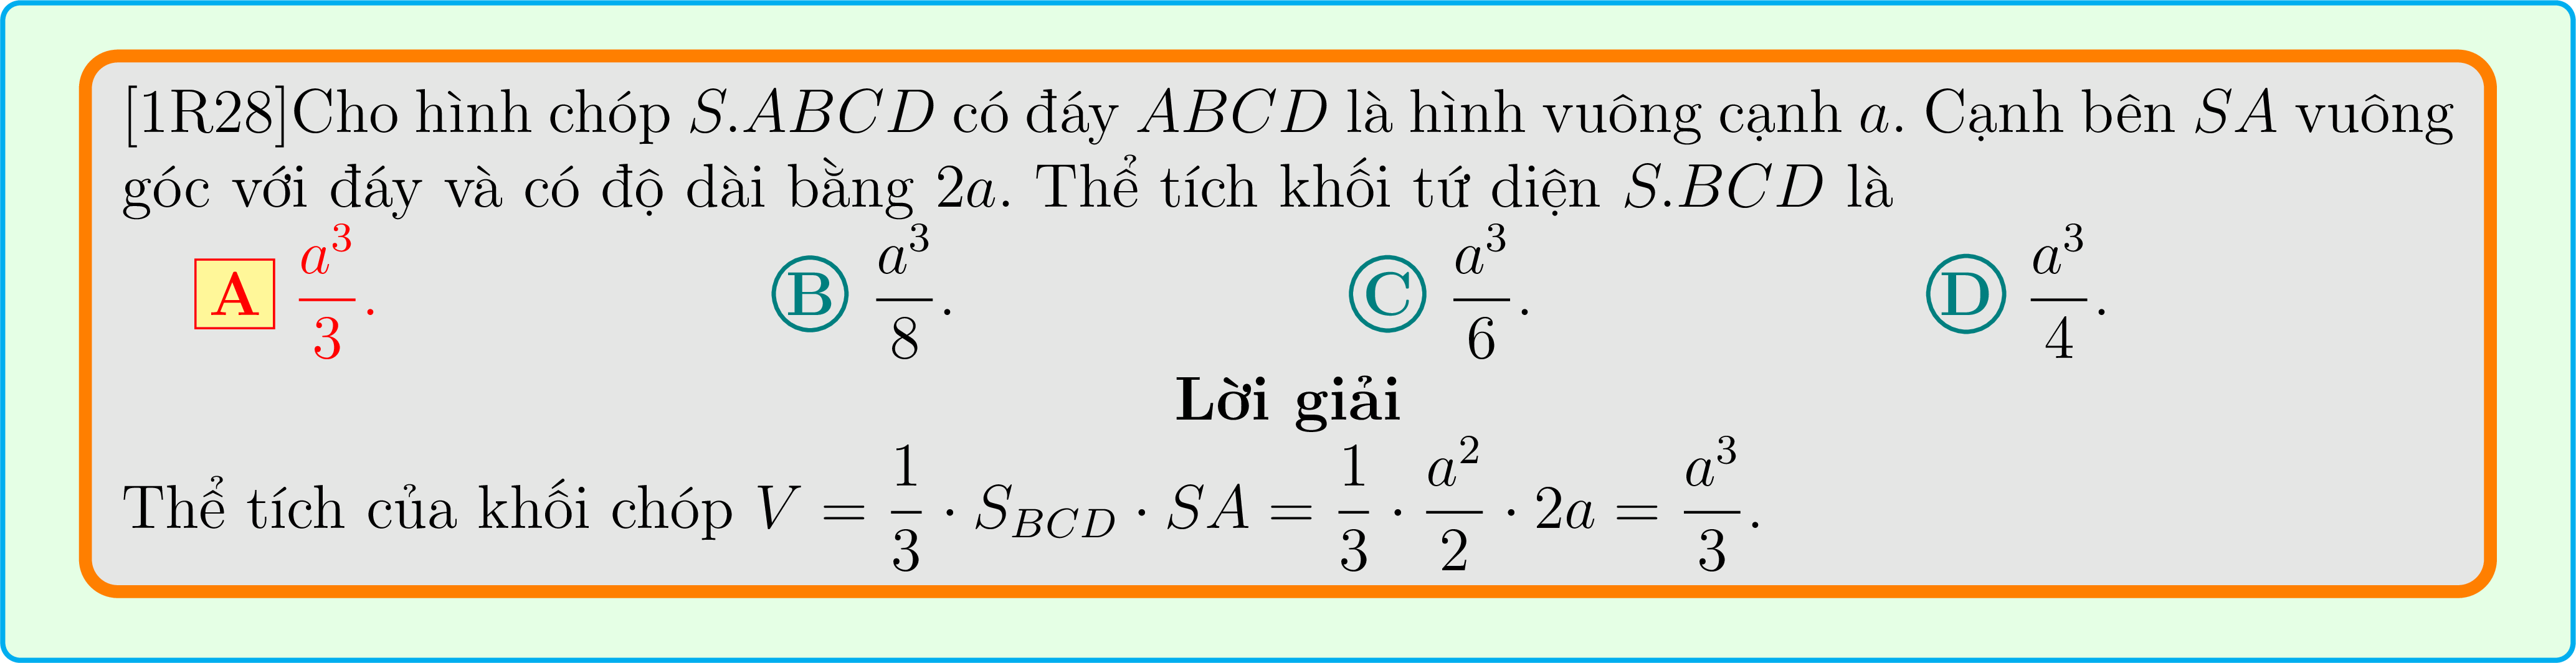 [1R28]Cho hình chóp S.ABCD có đáy ABCD là hình vuông cạnh a. Cạnh bên SA vuông
góc với đáy và có độ dài bằng 2a. Thể tích khối tứ diện S.BCD là
A $\frac{a^3}{3}$. B $\frac{a^3}{8}$. C $\frac{a^3}{6}$. D $\frac{a^3}{4}$.
Lời giải
Thể tích của khối chóp $V = \frac{1}{3} \cdot S_{BCD} \cdot SA = \frac{1}{3} \cdot \frac{a^2}{2} \cdot 2a = \frac{a^3}{3}$.